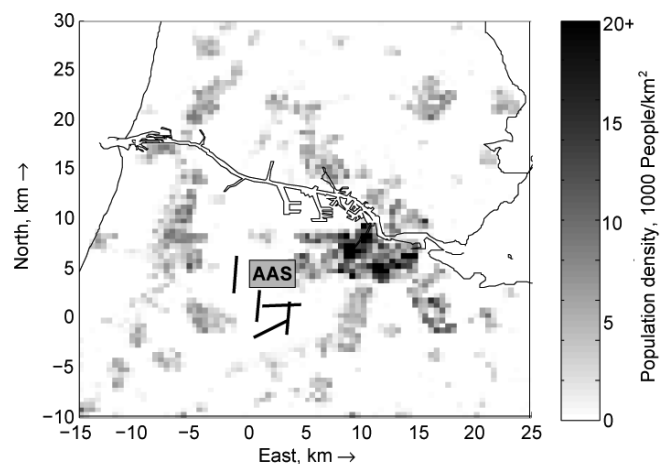 30
25
20
15
10
5
0
−5
−10
North, km →
AAS
−15 −10 −5 0 5 10 15 20 25
East, km →
20+
10
5
0
Population density, 1000 People/km²